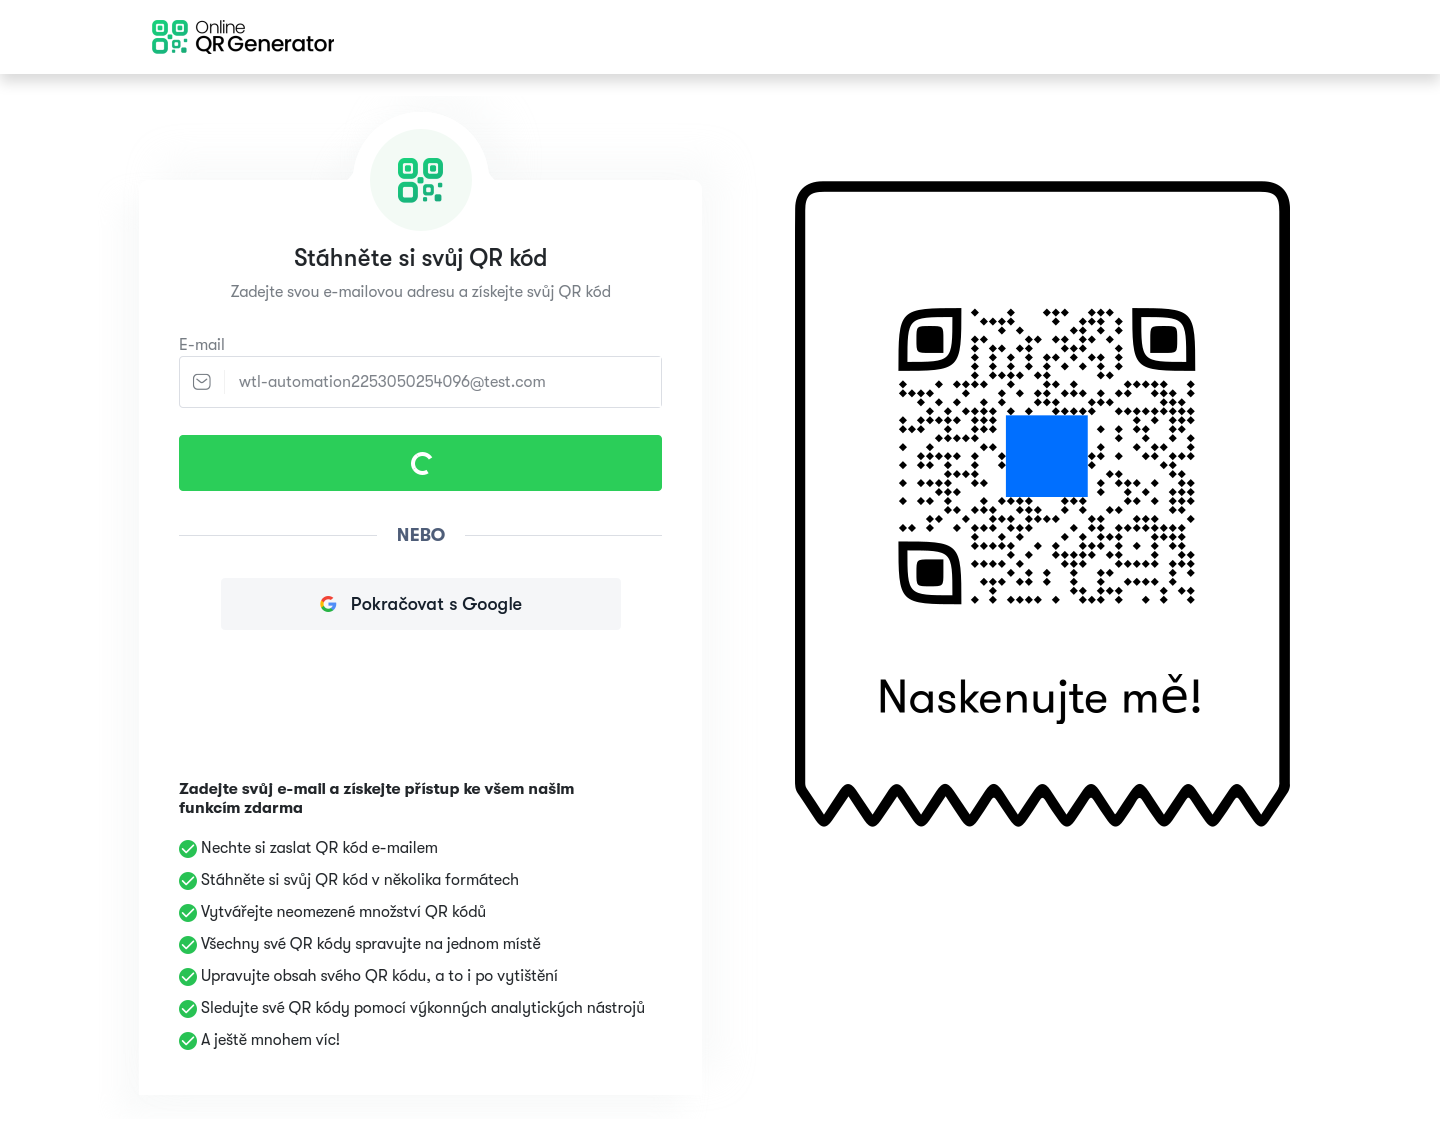 Online
QR Generator
Stáhněte si svůj QR kód
Zadejte svou e-mailovou adresu a získejte svůj QR kód
E-mail
wtl-automation2253050254096@test.com
NEBO
Pokračovat s Google
Zadejte svůj e-mail a získejte přístup ke všem našim
funkcím zdarma
Nechte si zaslat QR kód e-mailem
Stáhněte si svůj QR kód v několika formátech
Vytvářejte neomezené množství QR kódů
Všechny své QR kódy spravujte na jednom místě
Upravujte obsah svého QR kódu, a to i po vytištění
Sledujte své QR kódy pomocí výkonných analytických nástrojů
A ještě mnohem víc!
Naskenujte mě!